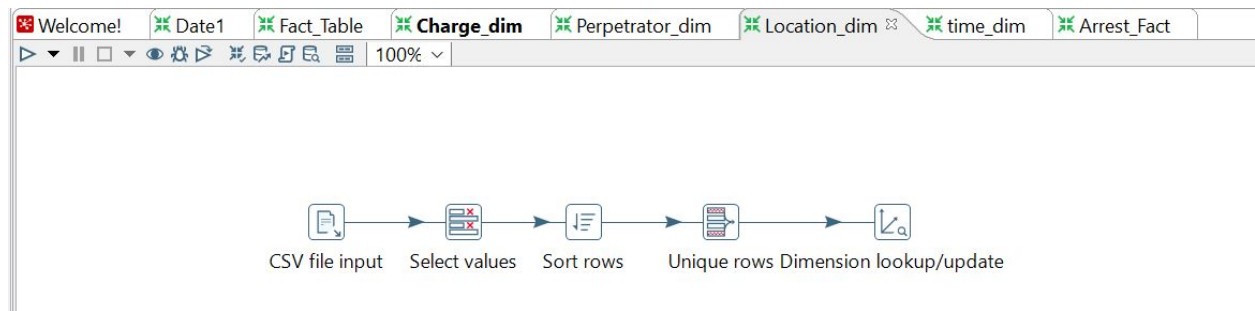 Welcome! Date1 Fact_Table Charge_dim Perpetrator_dim Location_dim time_dim Arrest_Fact
100%
CSV file input Select values Sort rows Unique rows Dimension lookup/update